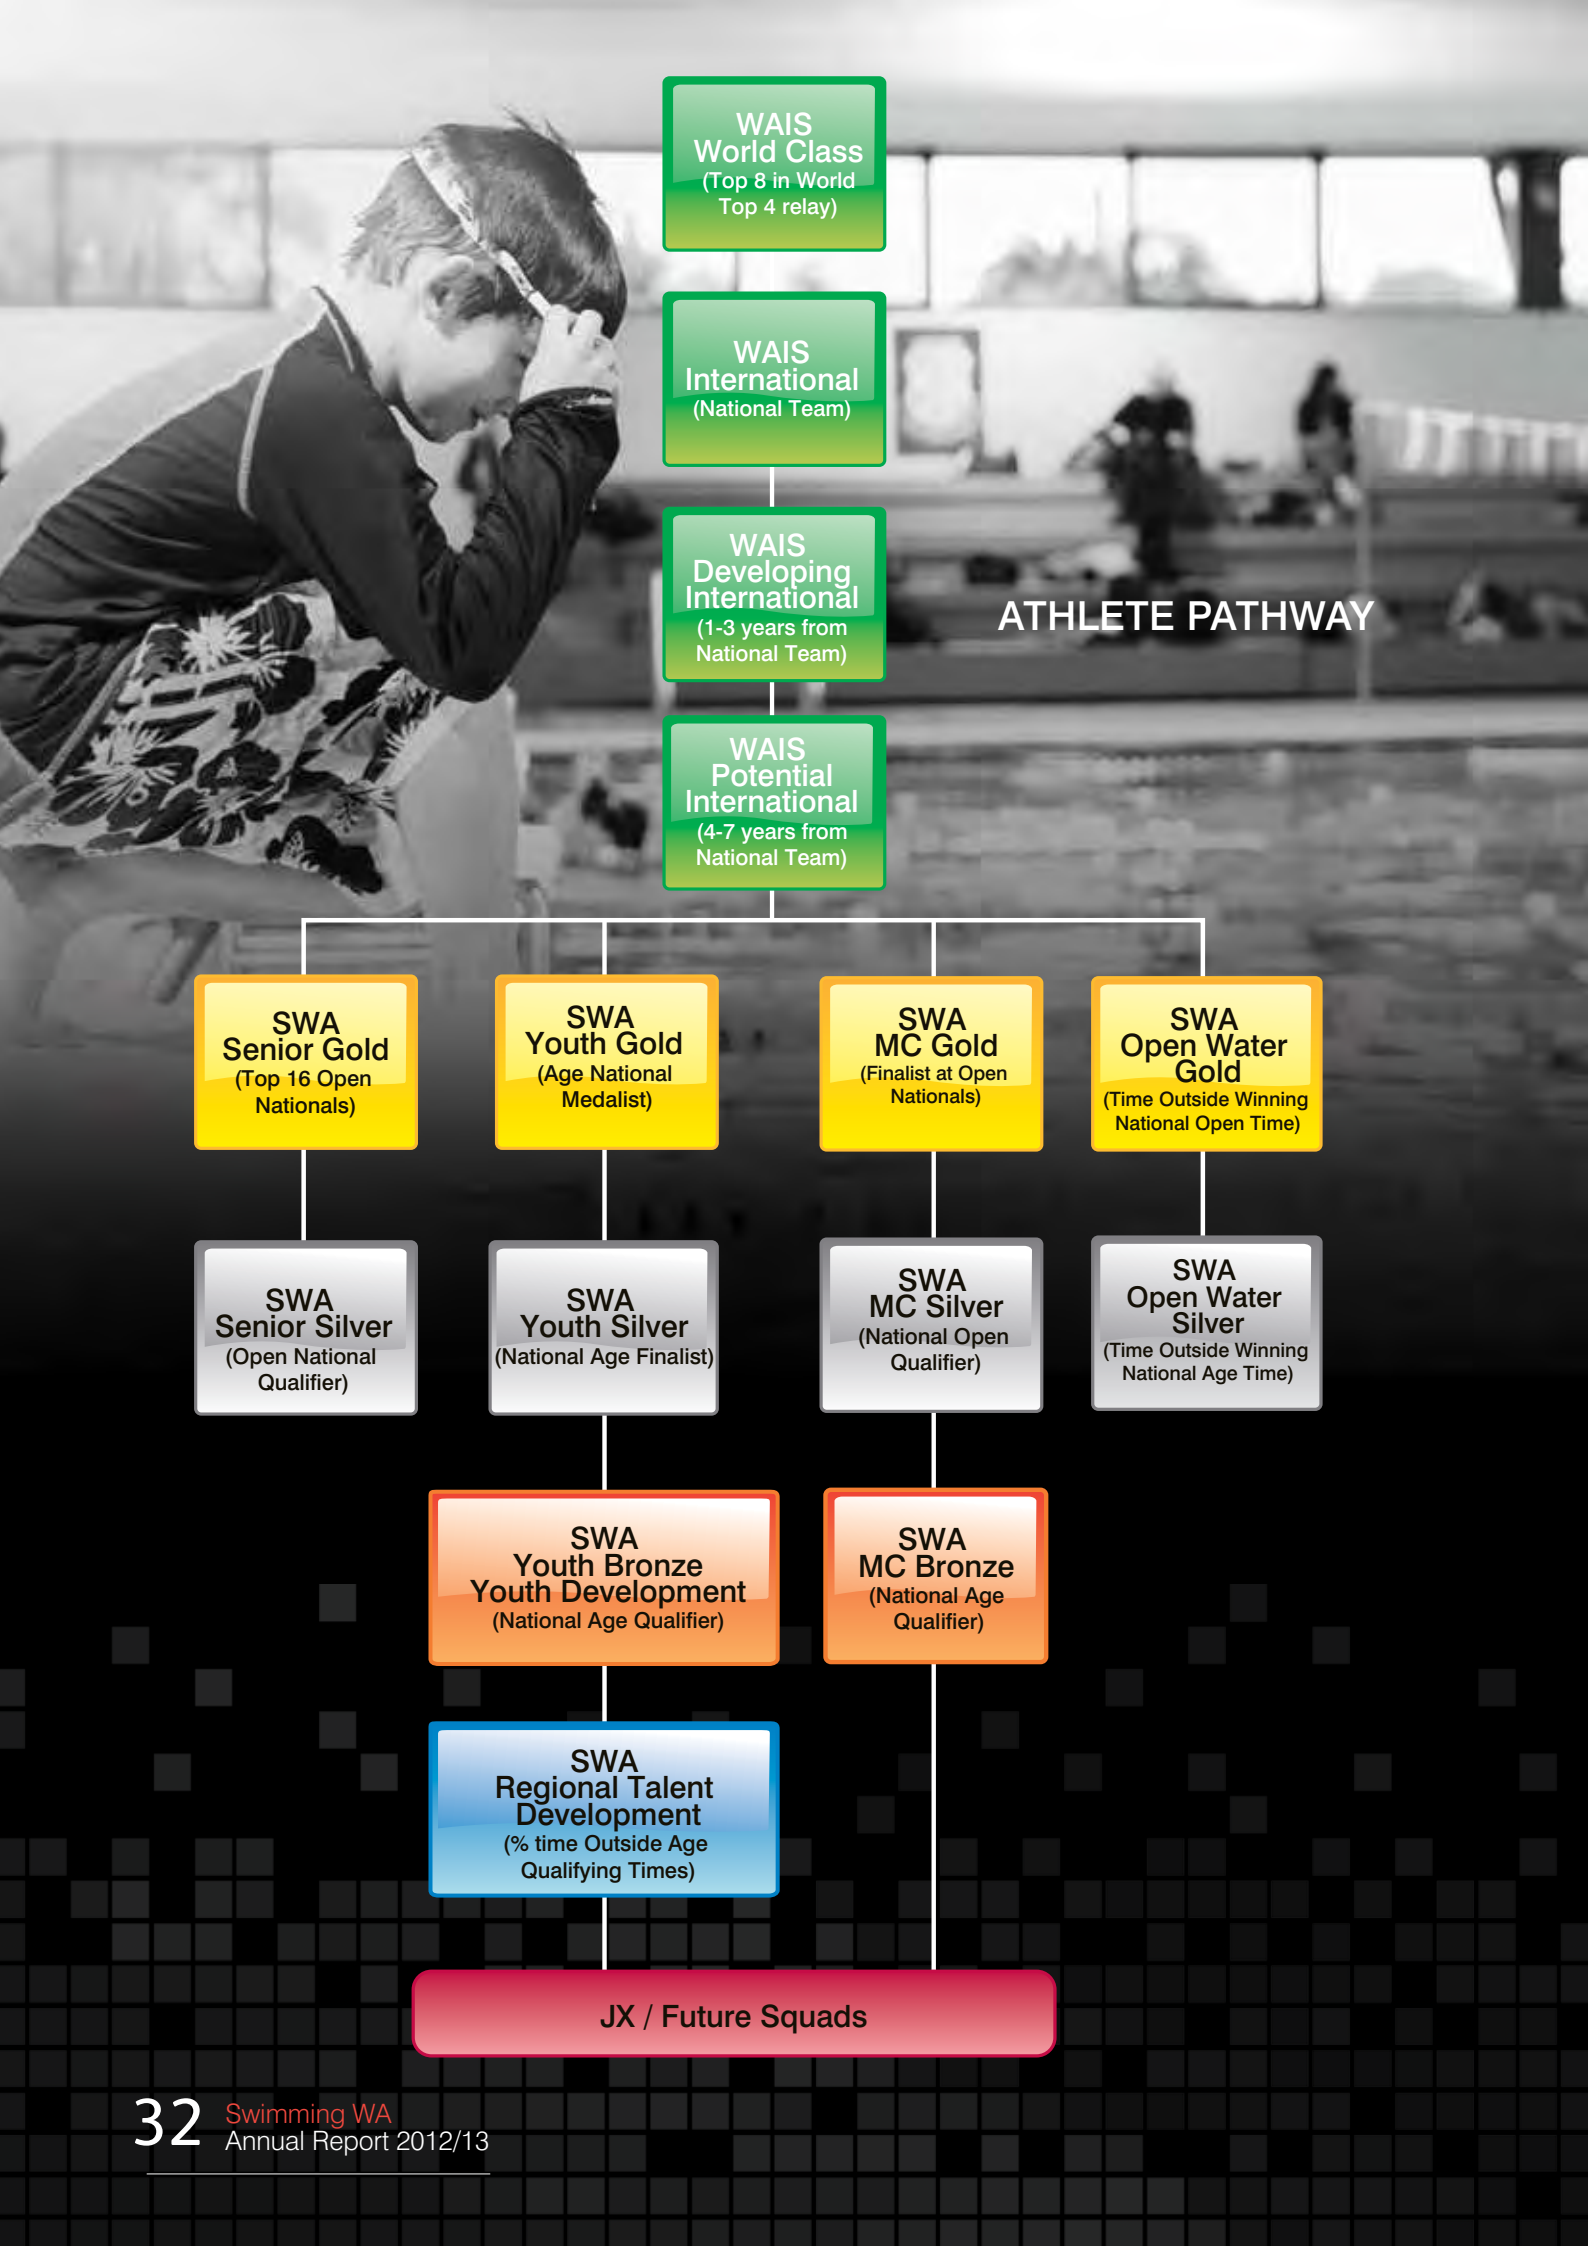 WAIS
World Class
(Top 8 in World
Top 4 relay)
WAIS
International
(National Team)
WAIS
Developing
International
(1-3 years from
National Team)
ATHLETE PATHWAY
WAIS
Potential
International
(4-7 years from
National Team)
SWA
Senior Gold
(Top 16 Open
Nationals)
SWA
Youth Gold
(Age National
Medalist)
SWA
MC Gold
(Finalist at Open
Nationals)
SWA
Open Water
Gold
(Time Outside Winning
National Open Time)
SWA
Senior Silver
(Open National
Qualifier)
SWA
Youth Silver
(National Age Finalist)
SWA
MC Silver
(National Open
Qualifier)
SWA
Open Water
Silver
(Time Outside Winning
National Age Time)
SWA
Youth Bronze
Youth Development
(National Age Qualifier)
SWA
MC Bronze
(National Age
Qualifier)
SWA
Regional Talent
Development
(% time Outside Age
Qualifying Times)
JX / Future Squads
32
Swimming WA
Annual Report 2012/13